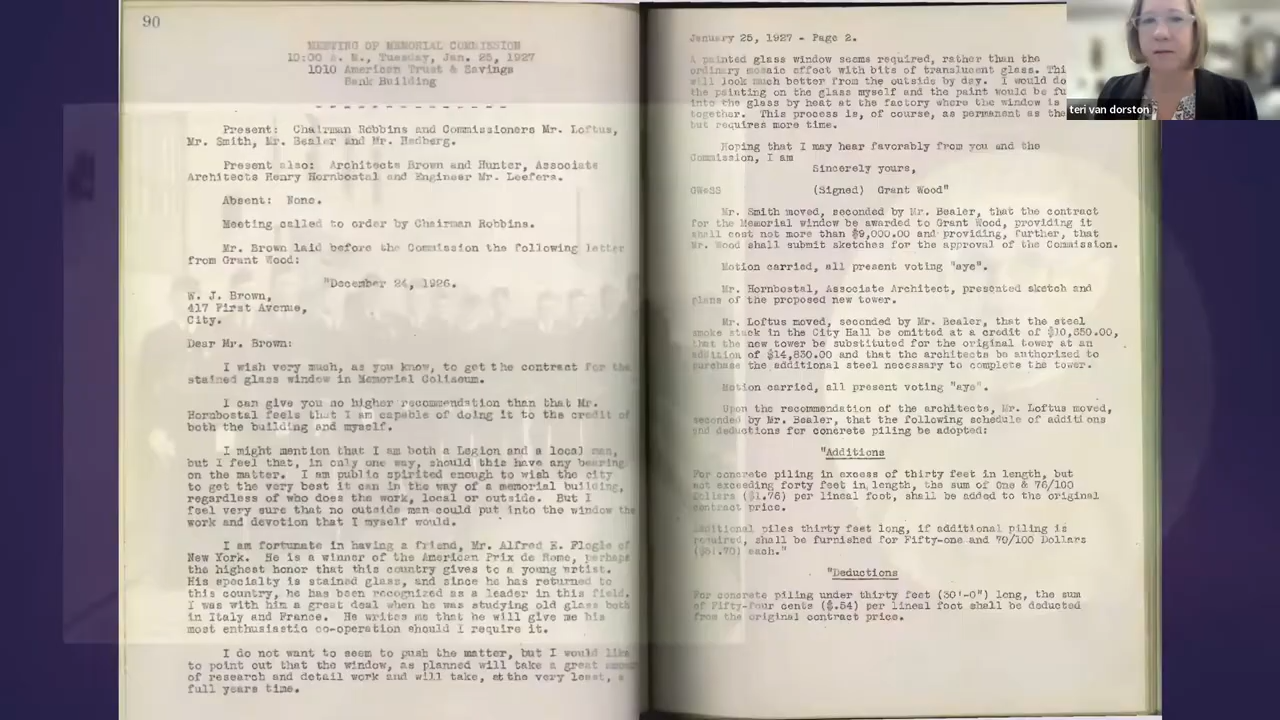 90
MEETING OF MEMORIAL COMMISSION
10:00 A. M., Tuesday, Jan. 25, 1927
1010 American Trust & Savings
Bank Building
Present: Chairman Robbins and Commissioners Mr. Loftus,
Mr. Smith, Mr. Bealer and Mr. Hedberg.
Present also: Architects Brown and Hunter, Associate
Architects Henry Hornbostal and Engineer Mr. Leefers.
Absent: None.
Meeting called to order by Chairman Robbins.
Mr. Brown laid before the Commission the following letter
from Grant Wood:
"December 24, 1926.
W. J. Brown,
417 First Avenue,
City.
Dear Mr. Brown:
I wish very much, as you know, to get the contract for the
stained glass window in Memorial Coliseum.
I can give you no higher recommendation than that Mr.
Hornbostal feels that I am capable of doing it to the credit of
both the building and myself.
I might mention that I am both a Legion and a local man,
but I feel that, in only one way, should this have any bearing
on the matter. I am public spirited enough to wish the city
to get the very best it can in the way of a memorial building,
regardless of who does the work, local or outside. But I
feel very sure that no outside man could put into the window the
work and devotion that I myself would.
I am fortunate in having a friend, Mr. Alfred E. Flogle of
New York. He is a winner of the American Prix de Rome, perhaps
the highest honor that this country gives to a young artist.
His specialty is stained glass, and since he has returned to
this country, he has been recognized as a leader in this field.
I was with him a great deal when he was studying old glass both
in Italy and France. He writes me that he will give me his
most enthusiastic co-operation should I require it.
I do not want to seem to push the matter, but I would like
to point out that the window, as planned will take a great amount
of research and detail work and will take, at the very least, a
full years time.
January 25, 1927 - Page 2.
A painted glass window seems required, rather than the
ordinary mosaic effect with bits of translucent glass. Thi
will look much better from the outside by day. I would do
the painting on the glass myself and the paint would be fu
into the glass by heat at the factory where the window is
together. This process is, of course, as permanent as the
but requires more time.
Hoping that I may hear favorably from you and the
Commission, I am
Sincerely yours,
(Signed) Grant Wood"
Mr. Smith moved, seconded by Mr. Bealer, that the contract
for the Memorial window be awarded to Grant Wood, providing it
shall cost not more than $9,000.00 and providing, further, that
Mr. Wood shall submit sketches for the approval of the Commission.
Motion carried, all present voting "aye".
Mr. Hornbostal, Associate Architect, presented sketch and
plans of the proposed new tower.
Mr. Loftus moved, seconded by Mr. Bealer, that the steel
smoke stack in the City Hall be omitted at a credit of $10,350.00,
that the new tower be substituted for the original tower at an
addition of $14,830.00 and that the architects be authorized to
purchase the additional steel necessary to complete the tower.
Motion carried, all present voting "aye".
Upon the recommendation of the architects, Mr. Loftus moved,
seconded by Mr. Bealer, that the following schedule of additions
and deductions for concrete piling be adopted:
"Additions
For concrete piling in excess of thirty feet in length, but
not exceeding forty feet in length, the sum of One & 76/100
Dollars ($1.76) per lineal foot, shall be added to the original
contract price.
Additional piles thirty feet long, if additional piling is
required, shall be furnished for Fifty-one and 70/100 Dollars
($51.70) each."
"Deductions
For concrete piling under thirty feet (30'-0") long, the sum
of Fifty-four cents ($.54) per lineal foot shall be deducted
from the original contract price.
teri van dorston